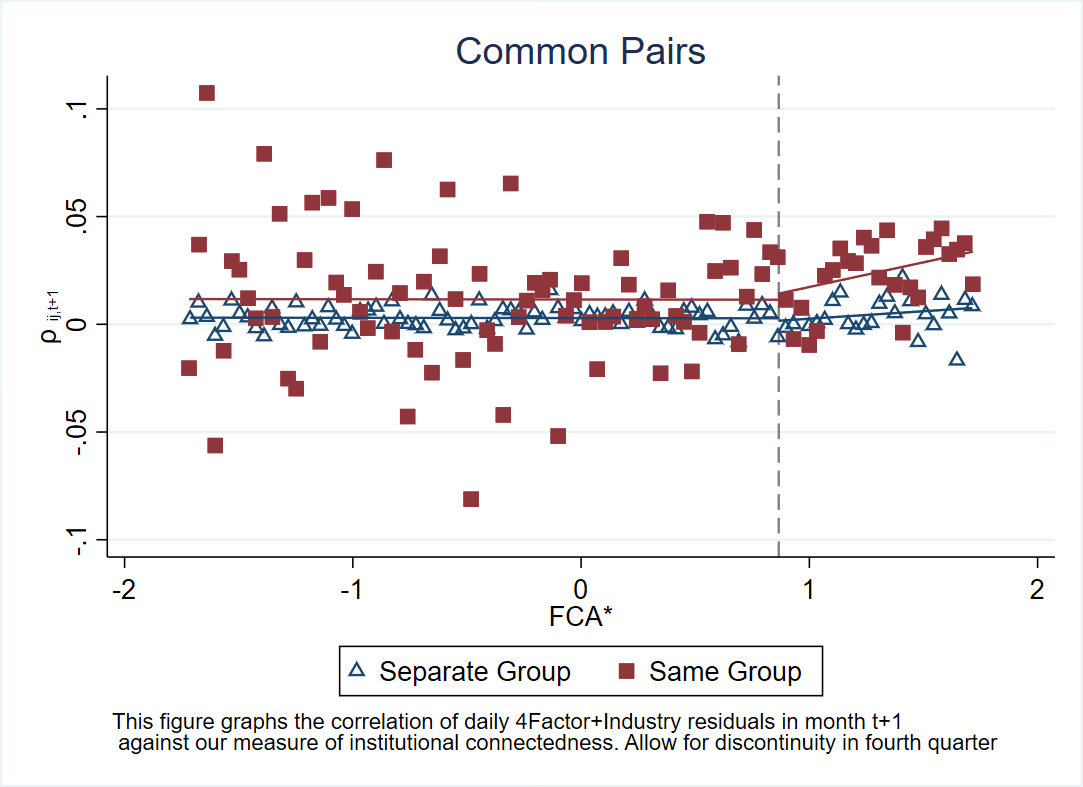 Common Pairs
.1
.05
0
-.05
-.1
ρ ij,t+1
-2
-1
0
1
2
FCA*
Separate Group
Same Group
This figure graphs the correlation of daily 4Factor+Industry residuals in month t+1
against our measure of institutional connectedness. Allow for discontinuity in fourth quarter